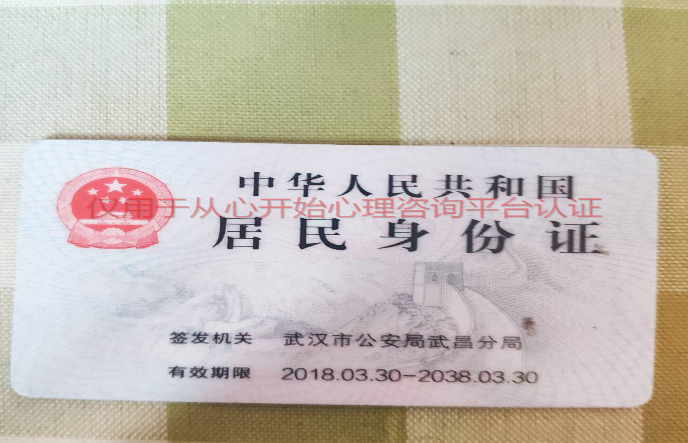 中华人民共和国
仅用于从心开始心理咨询平台认证
居民身份证
签发机关 武汉市公安局武昌分局
有效期限 2018.03.30-2038.03.30